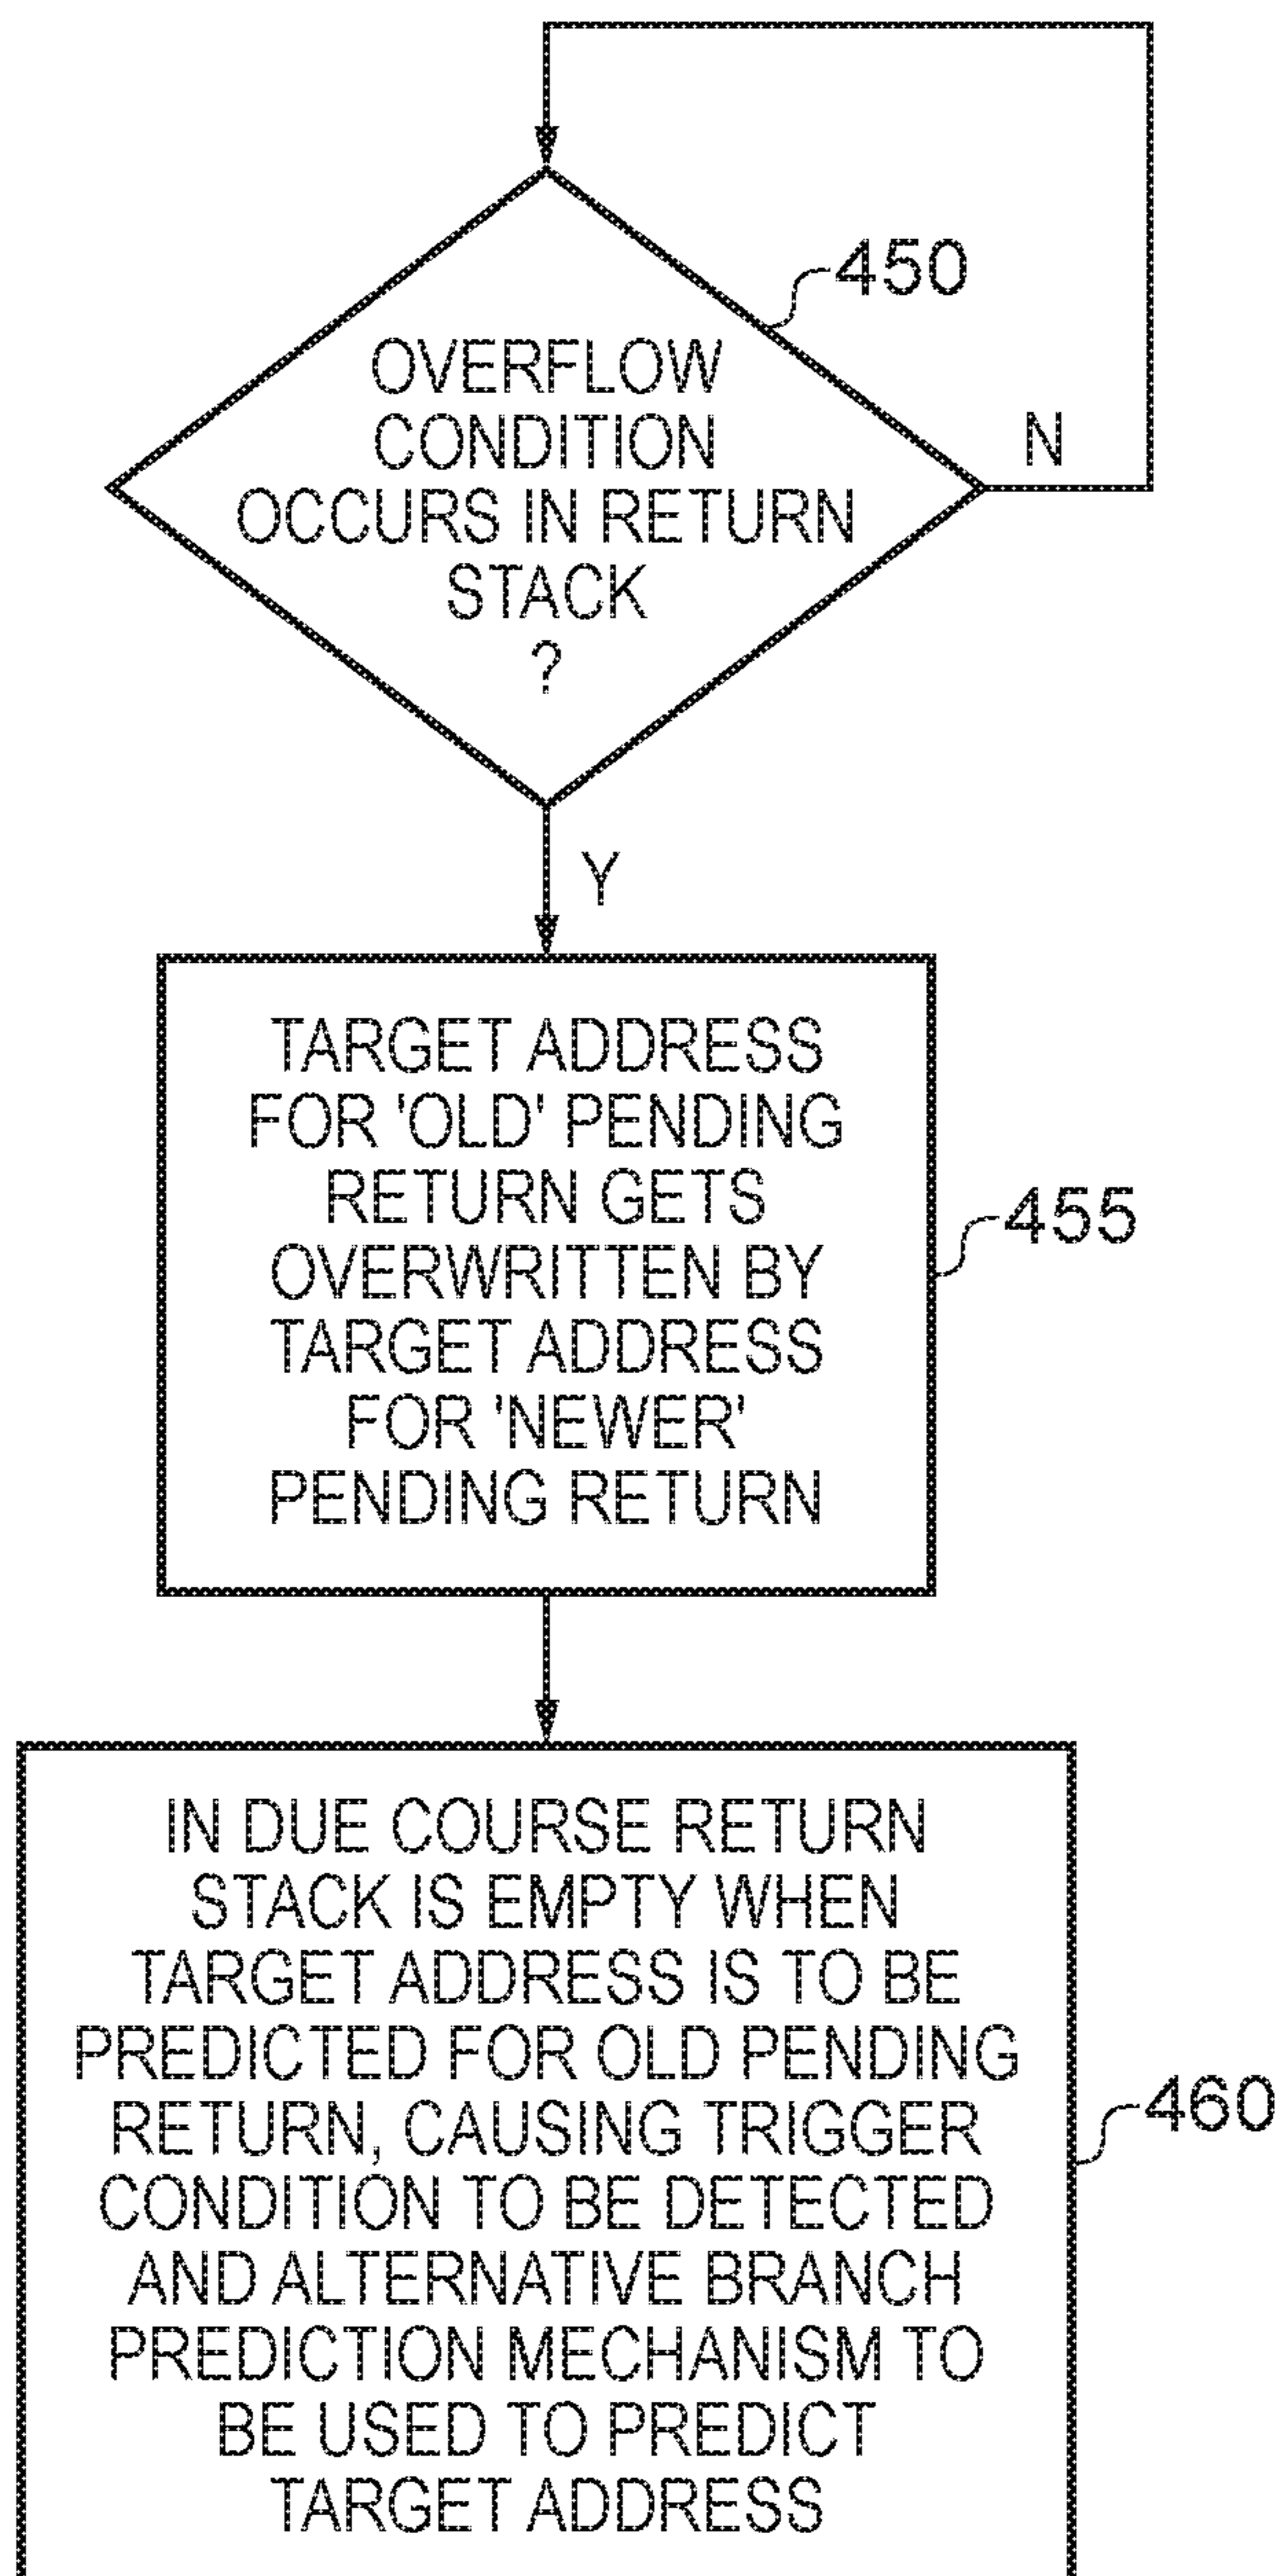 450
OVERFLOW
CONDITION
OCCURS IN RETURN
STACK
?
N
Y
TARGET ADDRESS
FOR 'OLD' PENDING
RETURN GETS
OVERWRITTEN BY
TARGET ADDRESS
FOR 'NEWER'
PENDING RETURN
455
IN DUE COURSE RETURN
STACK IS EMPTY WHEN
TARGET ADDRESS IS TO BE
PREDICTED FOR OLD PENDING
RETURN, CAUSING TRIGGER
CONDITION TO BE DETECTED
AND ALTERNATIVE BRANCH
PREDICTION MECHANISM TO
BE USED TO PREDICT
TARGET ADDRESS
460